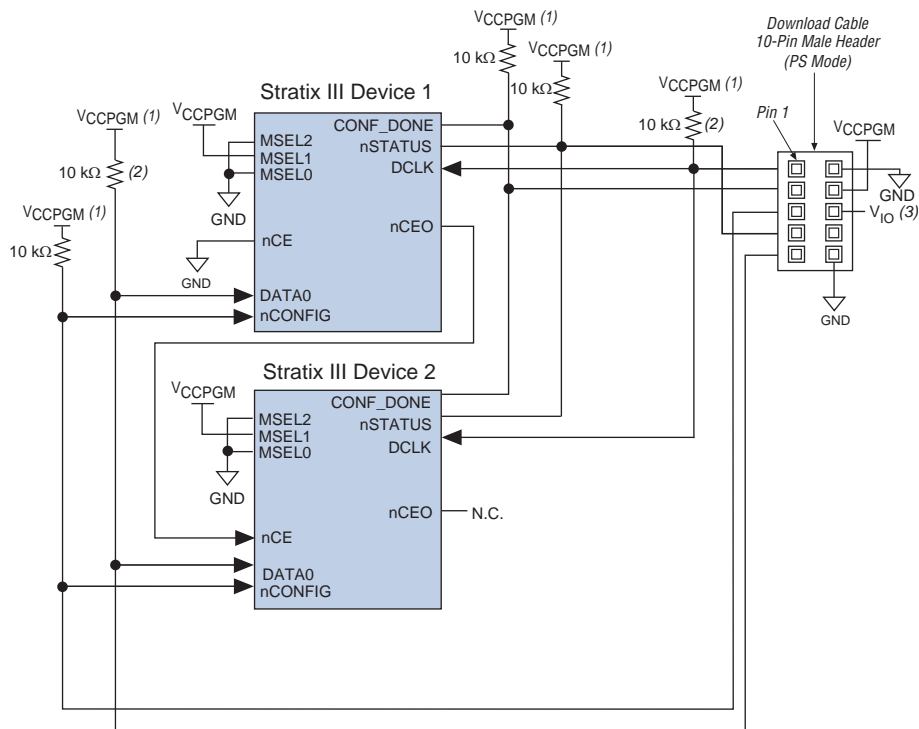 Download Cable
10-Pin Male Header
(PS Mode)
VCCPGM (1)
10 kΩ
VCCPGM (1)
10 kΩ
VCCPGM (1)
10 kΩ (2)
Pin 1
VCCPGM
GND
VIO (3)
GND
VCCPGM (1)
10 kΩ (2)
VCCPGM (1)
10 kΩ
Stratix III Device 1
VCCPGM
MSEL2
MSEL1
MSEL0
GND
nCE
GND
DATA0
nCONFIG
CONF_DONE
nSTATUS
DCLK
nCEO
Stratix III Device 2
VCCPGM
MSEL2
MSEL1
MSEL0
GND
nCE
DATA0
nCONFIG
CONF_DONE
nSTATUS
DCLK
nCEO
N.C.